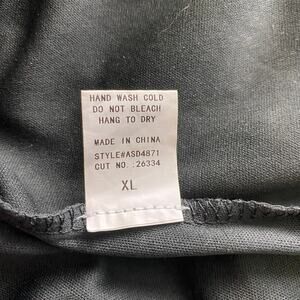 HAND WASH COLD
DO NOT BLEACH
HANG TO DRY
MADE IN CHINA
STYLE#ASD4871
CUT NO.:26334
XL